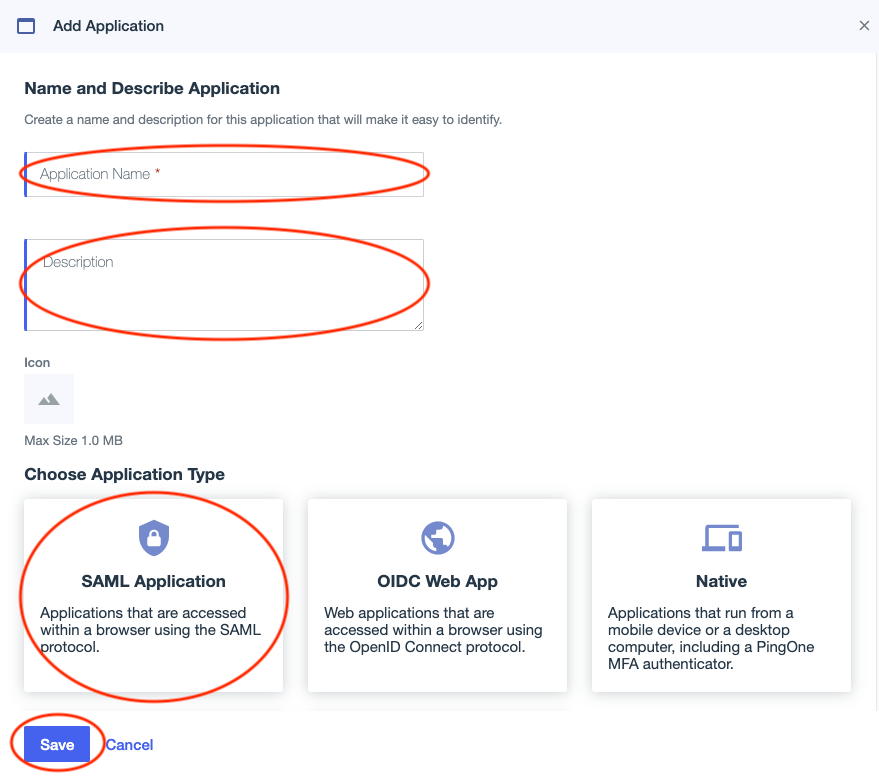 Add Application
Name and Describe Application
Create a name and description for this application that will make it easy to identify.
Application Name *
Description
Icon
Max Size 1.0 MB
Choose Application Type
SAML Application
Applications that are accessed
within a browser using the SAML
protocol.
OIDC Web App
Web applications that are
accessed within a browser using
the OpenID Connect protocol.
Native
Applications that run from a
mobile device or a desktop
computer, including a PingOne
MFA authenticator.
Save
Cancel